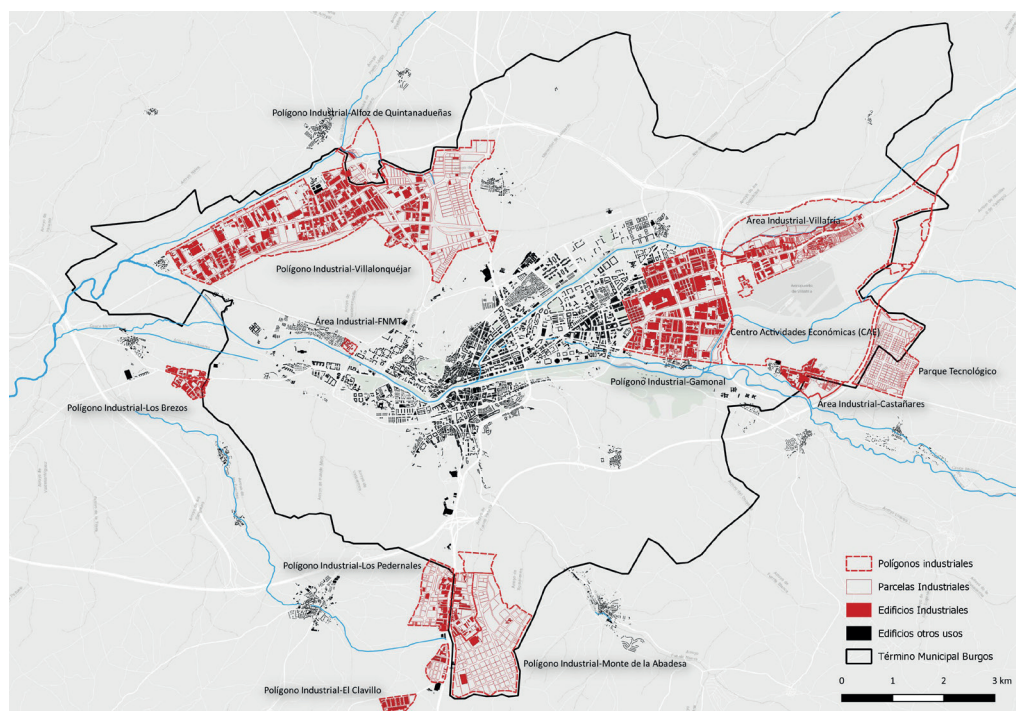 Polígono Industrial-Alfoz de Quintanadueñas
Área Industrial-Villafría
Polígono Industrial-Villalonquéjar
Área Industrial-FNMT
Centro Actividades Económicas (CAE)
Parque Tecnológico
Polígono Industrial-Gamonal
Polígono Industrial-Los Brezos
Área Industrial-Castañares
Polígono Industrial-Los Pedernales
Polígono Industrial-Monte de la Abadesa
Polígono Industrial-El Clavillo
Polígonos industriales
Parcelas Industriales
Edificios Industriales
Edificios otros usos
Término Municipal Burgos
0 1 2 3 km